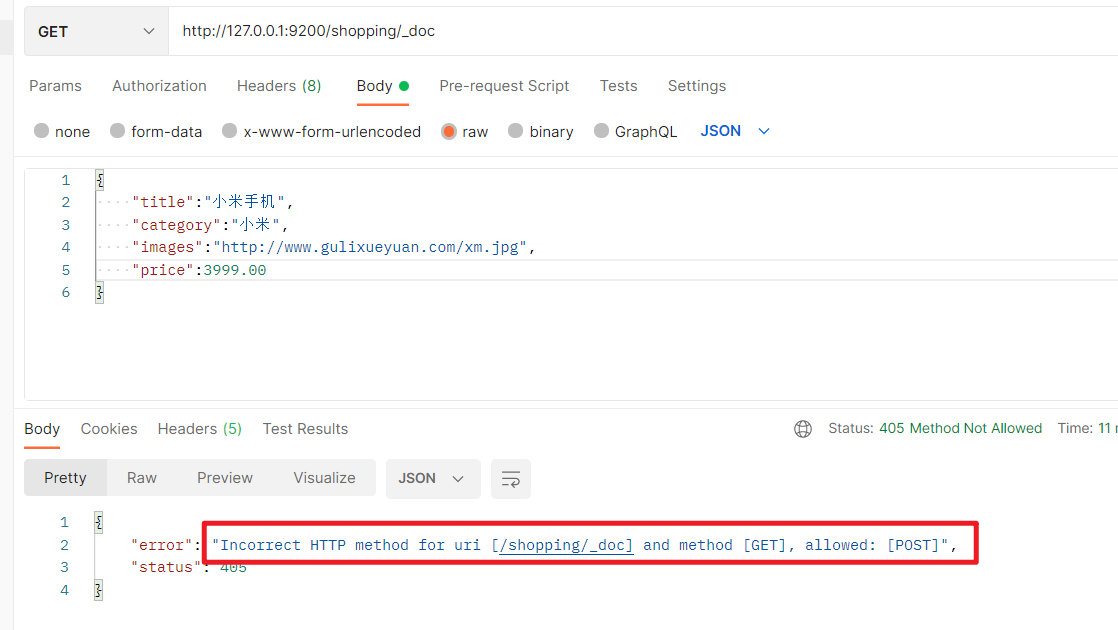 GET http://127.0.0.1:9200/shopping/_doc
Params Authorization Headers (8) Body Pre-request Script Tests Settings
none form-data x-www-form-urlencoded raw binary GraphQL JSON
1 {
2 "title":"小米手机",
3 "category":"小米",
4 "images":"http://www.gulixueyuan.com/xm.jpg",
5 "price":3999.00
6 }
Body Cookies Headers (5) Test Results Status: 405 Method Not Allowed Time: 11
Pretty Raw Preview Visualize JSON
1 {
2 "error": "Incorrect HTTP method for uri [/shopping/_doc] and method [GET], allowed: [POST]",
3 "status": 405
4 }